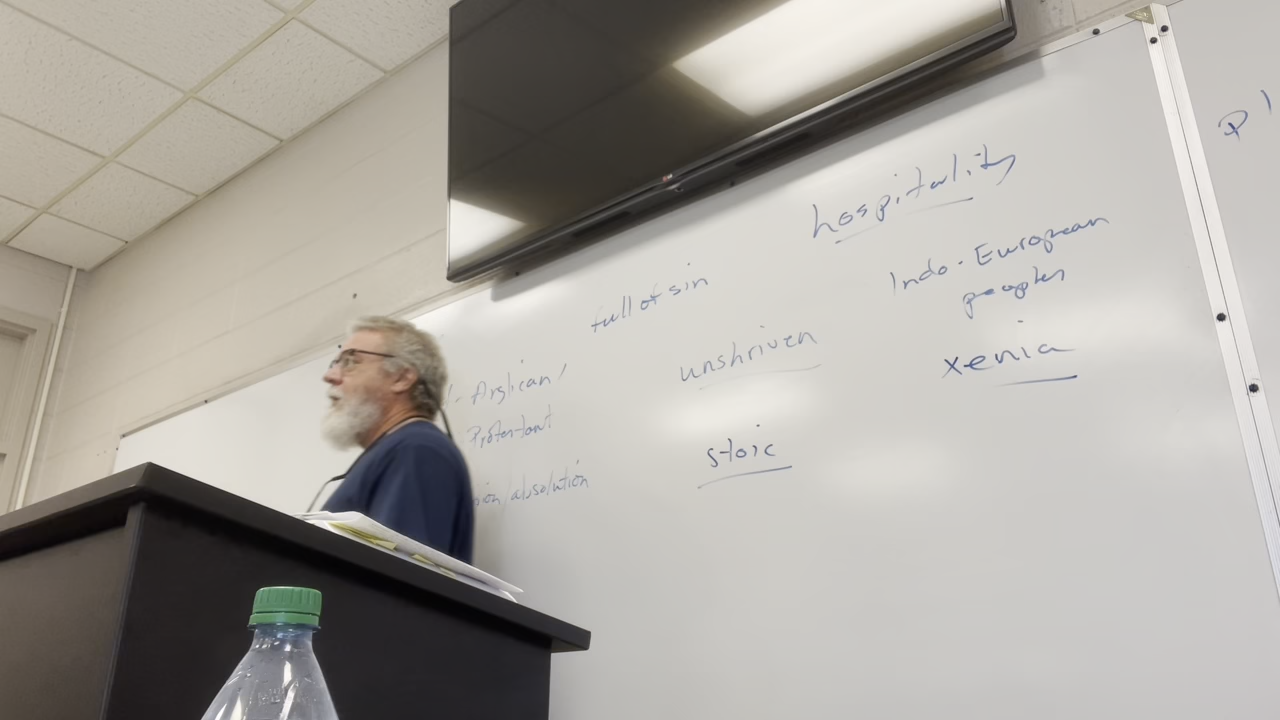 hospitality
Indo-European
peoples
xenia
full of sin
unshriven
stoic
Anglican
Protestant
/absolution
P